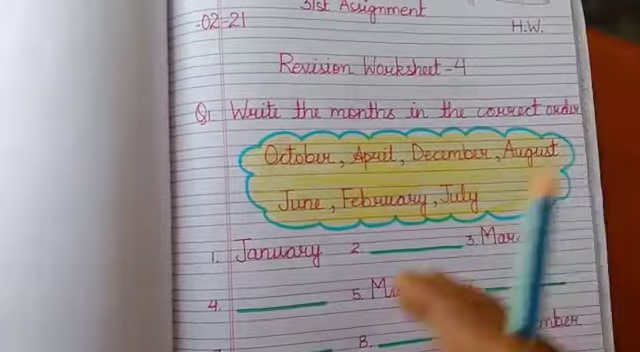 31st Assignment
-02-21
H.W.
Revision Worksheet-4
Q1. Write the months in the correct order
October, April, December, August
June, February, July
1. January 2. 3.
4. 5.
8.